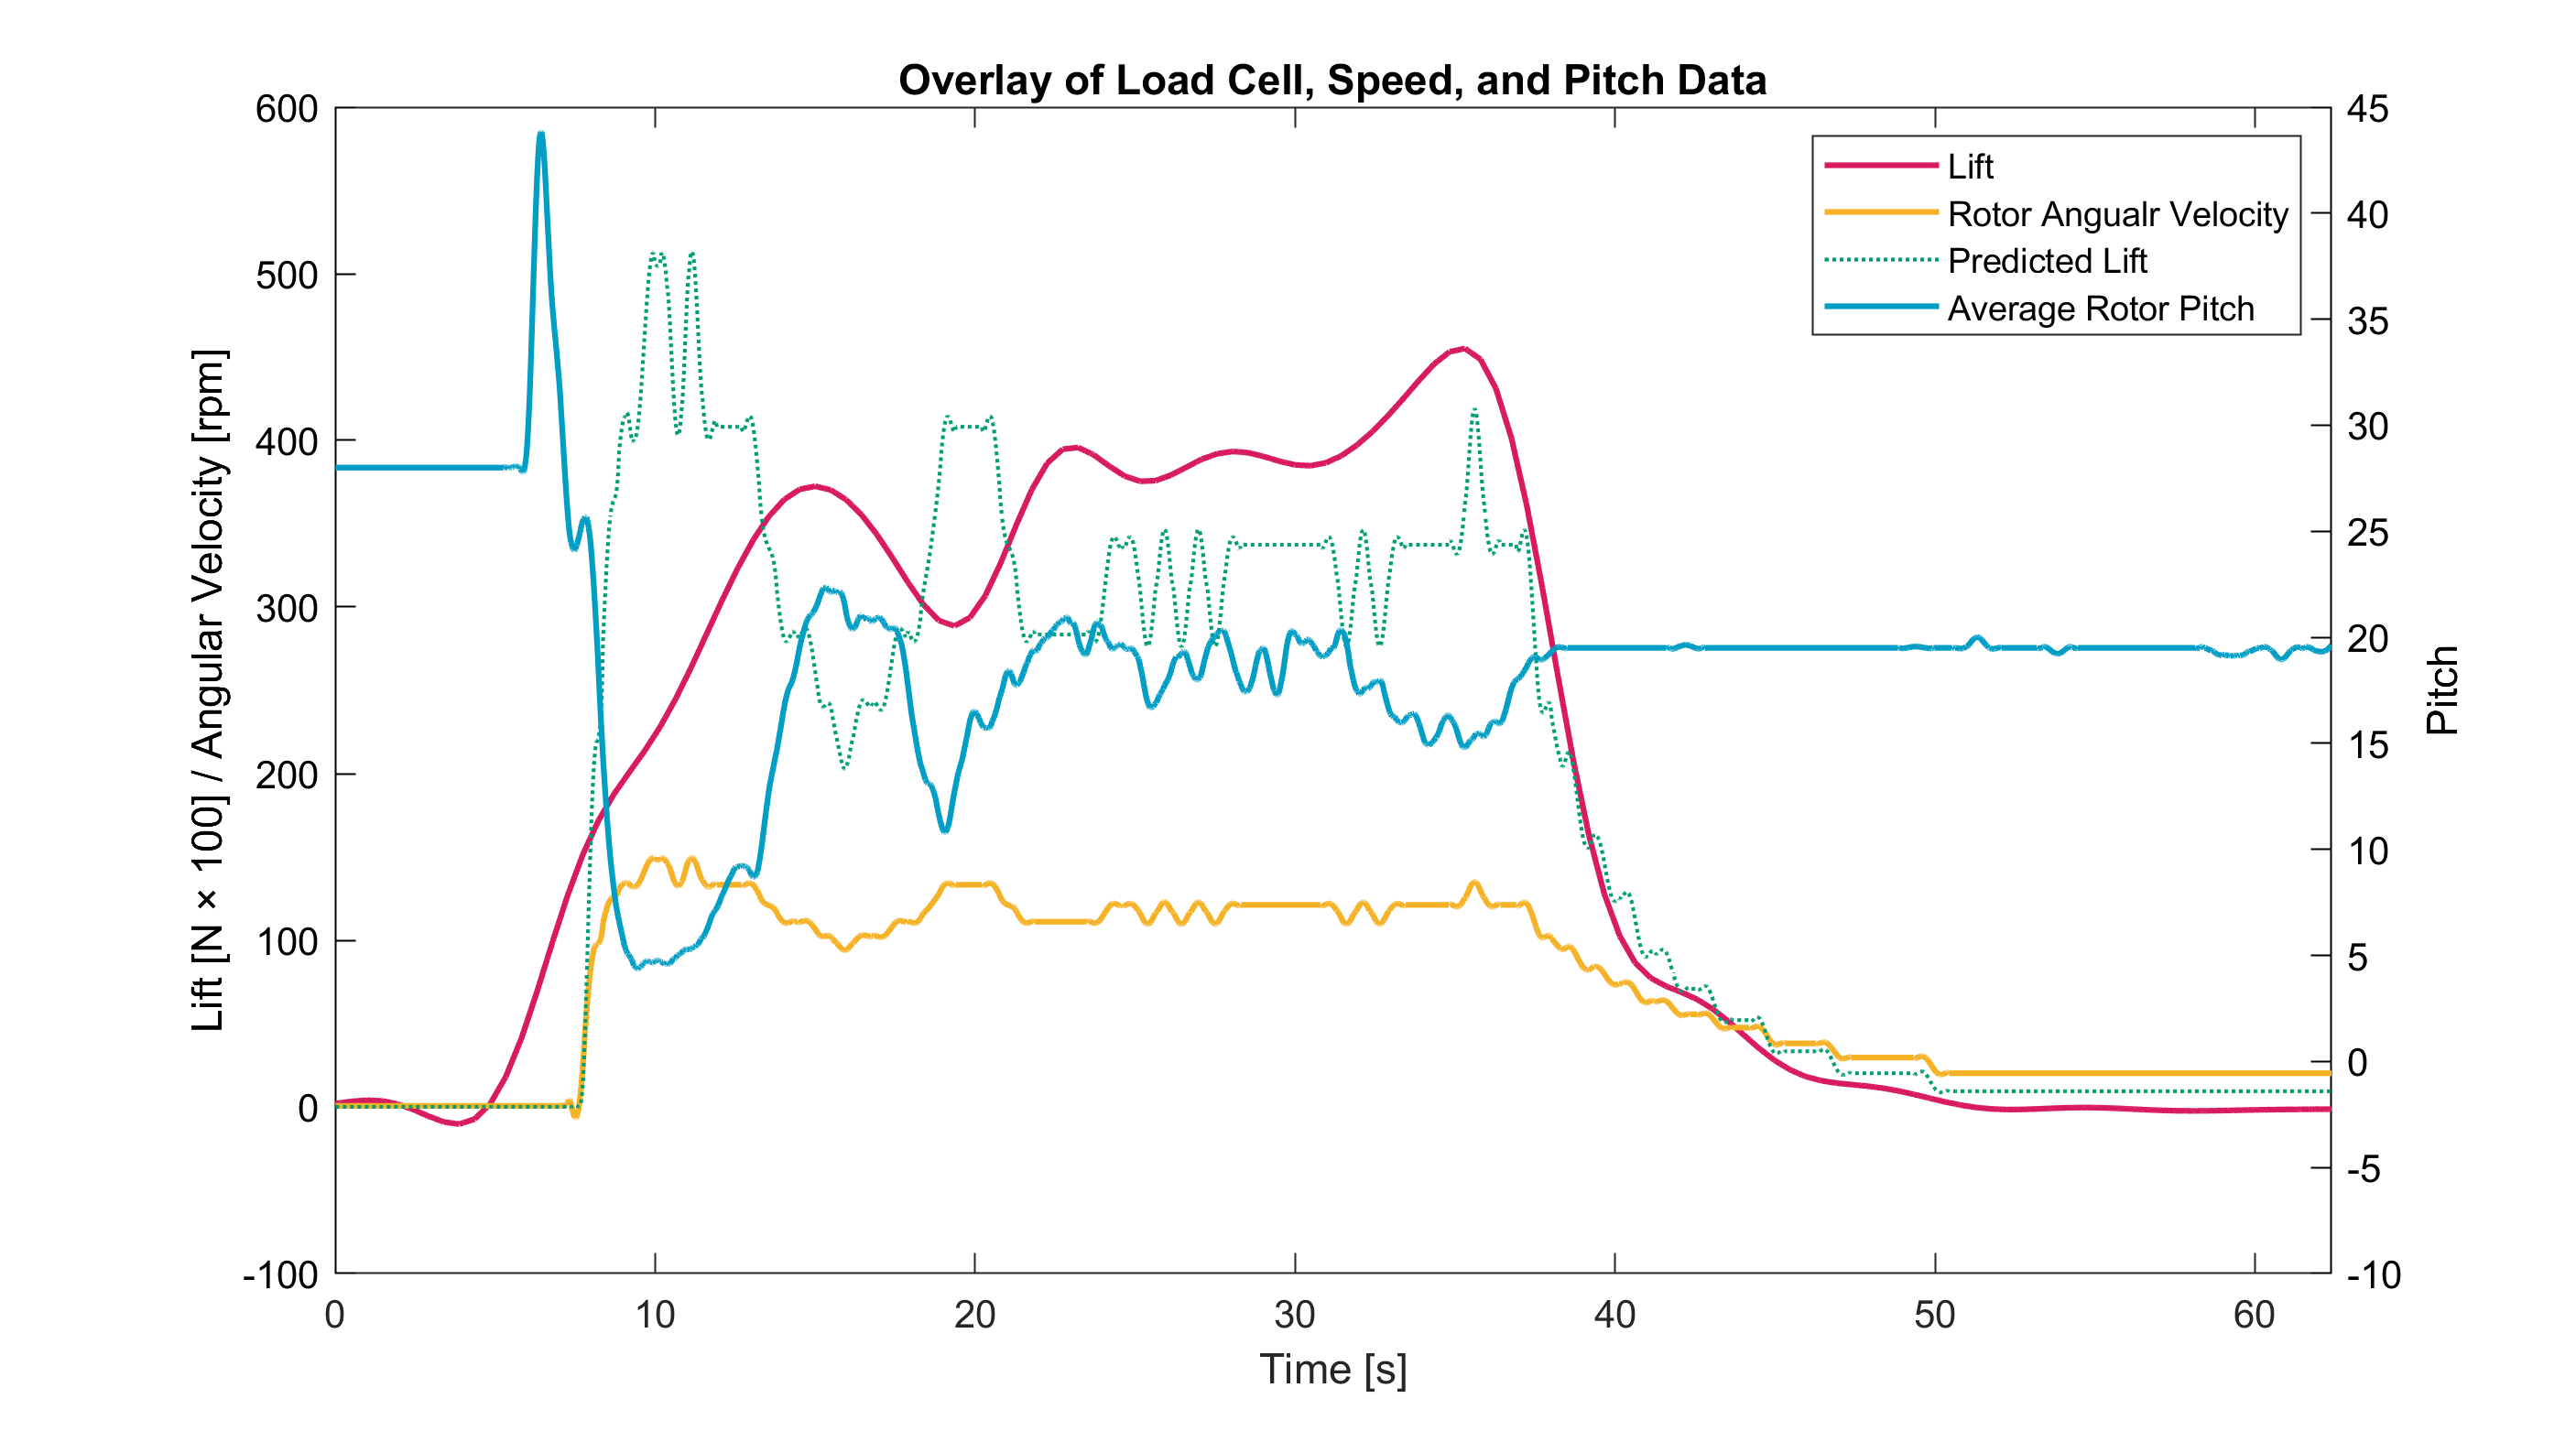 Overlay of Load Cell, Speed, and Pitch Data
Lift [N × 100] / Angular Velocity [rpm]
600
500
400
300
200
100
0
-100
Lift
Rotor Angualr Velocity
Predicted Lift
Average Rotor Pitch
45
40
35
30
25
20
15
10
5
0
-5
-10
Pitch
0 10 20 30 40 50 60
Time [s]